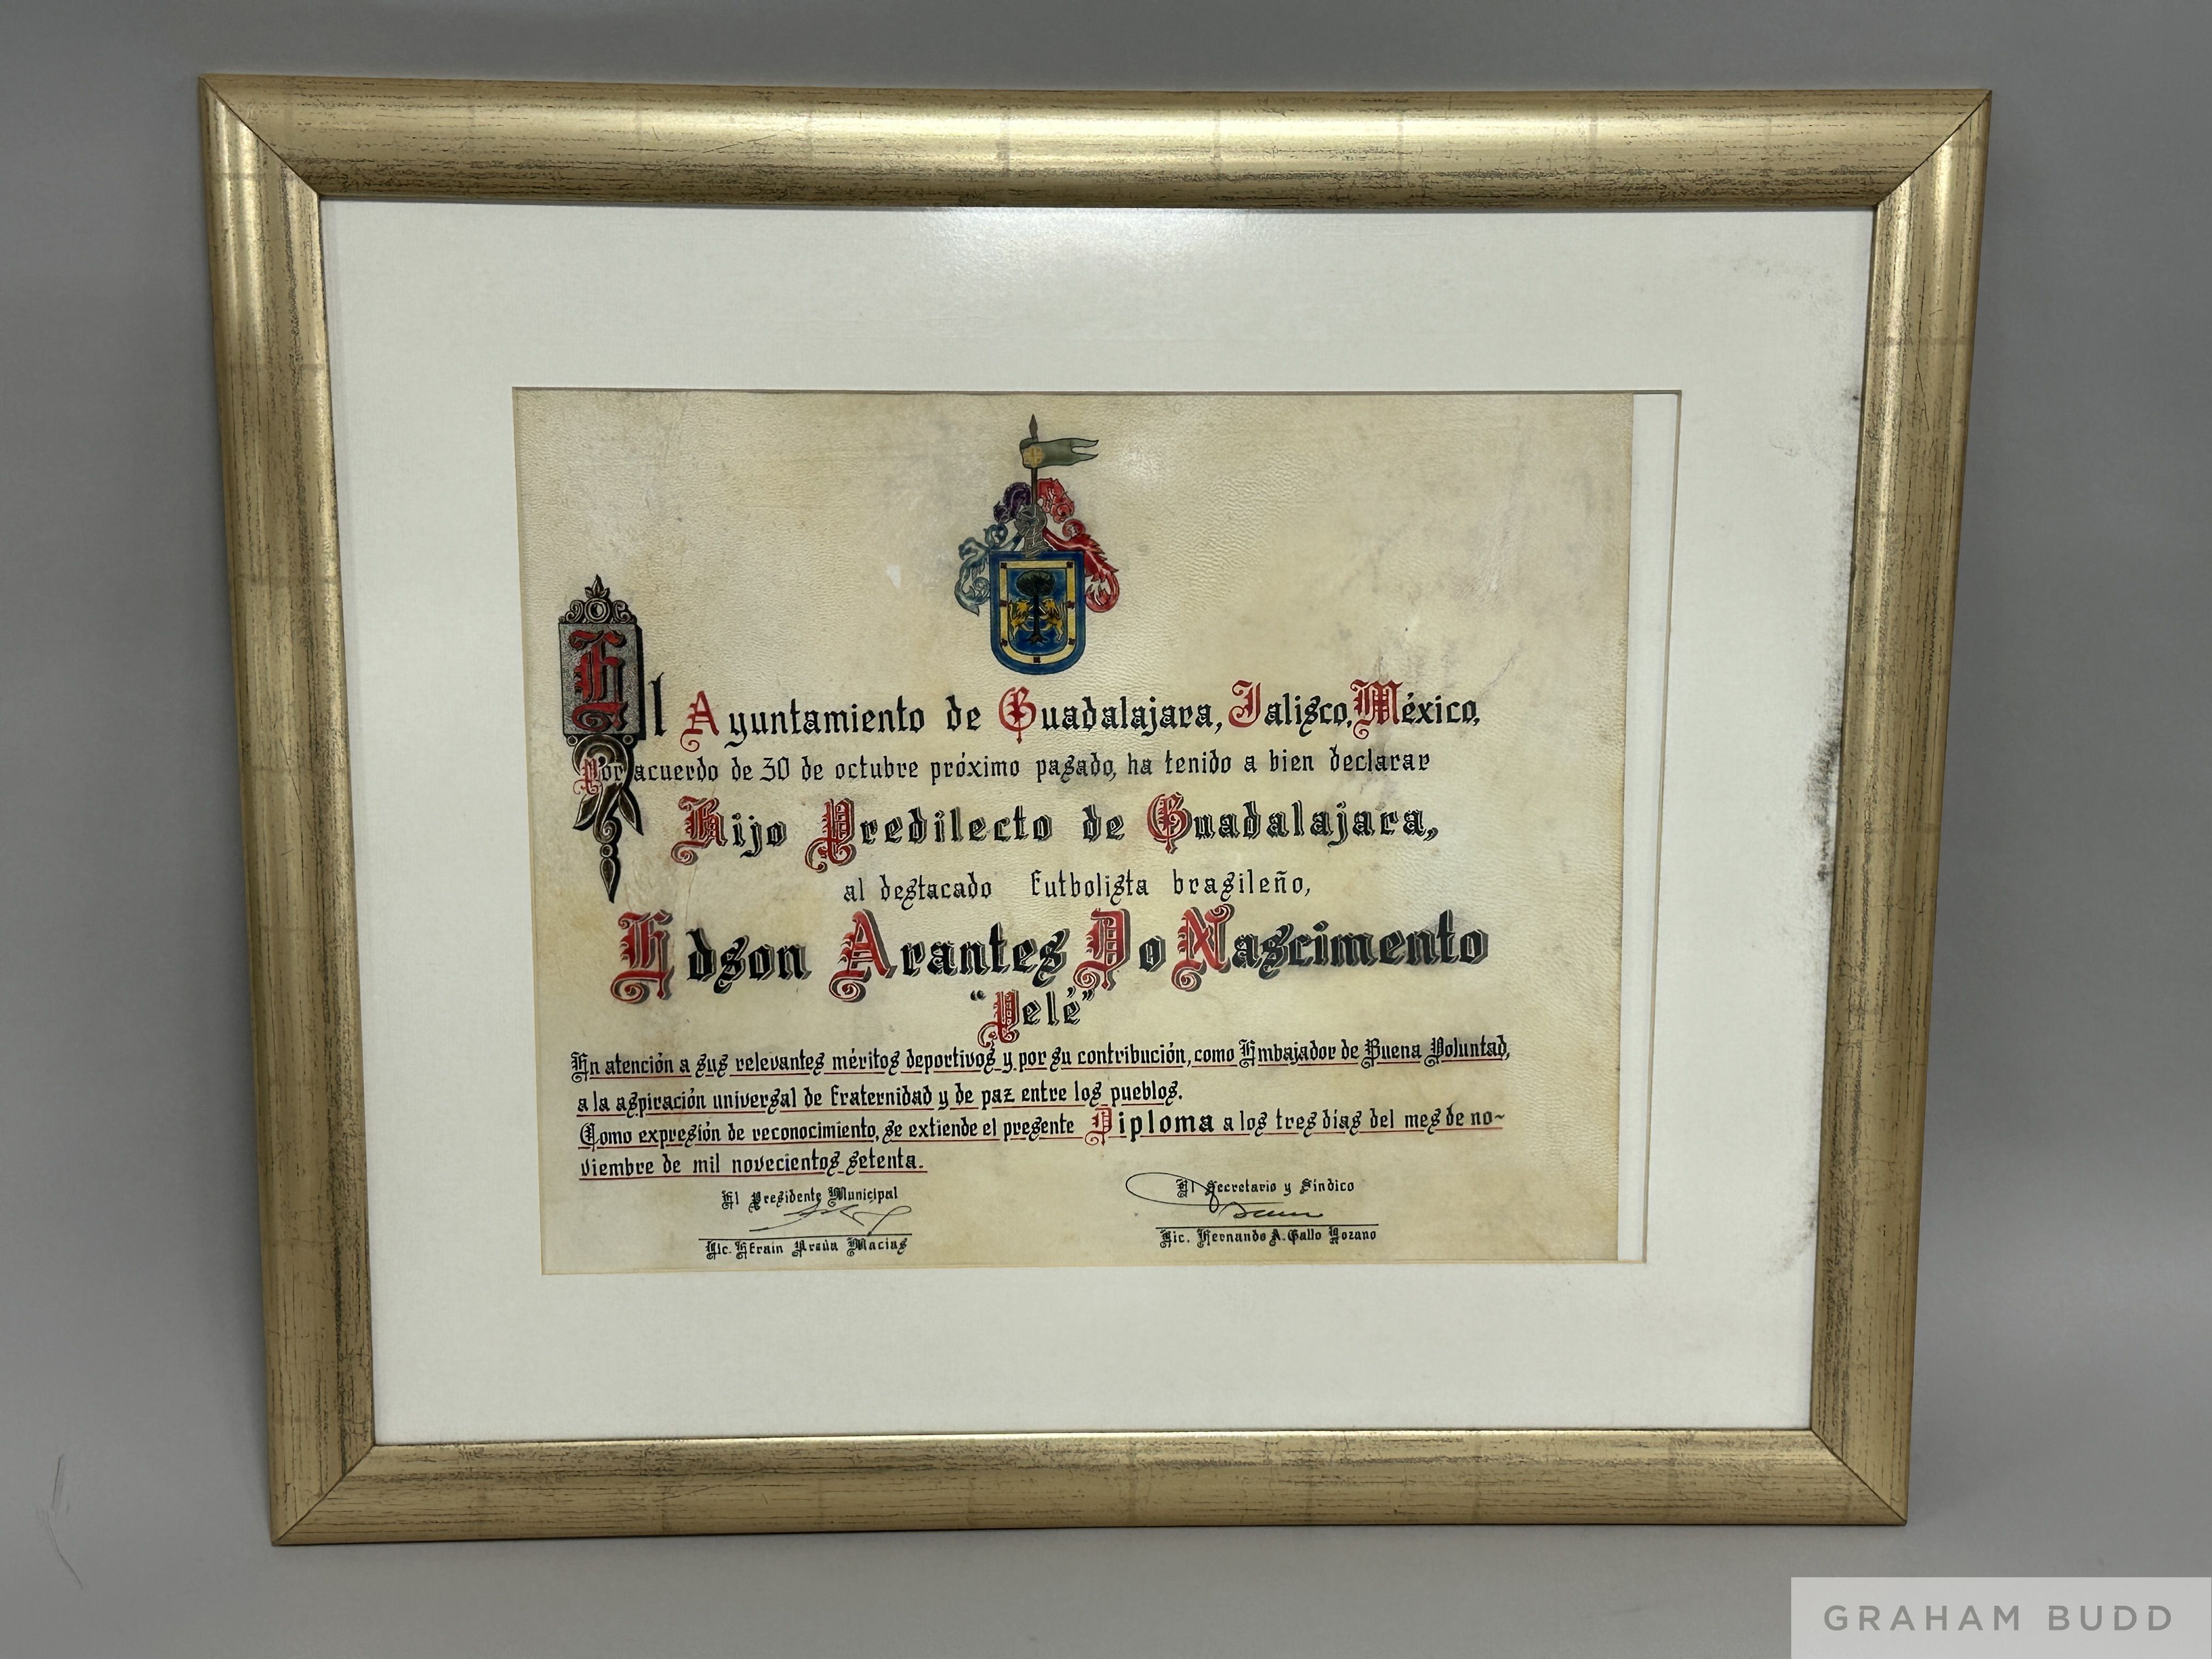 El Ayuntamiento de Guadalajara, Jalisco, México,
Por acuerdo de 30 de octubre próximo pasado, ha tenido a bien declarar
Hijo Predilecto de Guadalajara,
al destacado futbolista brasileño,
Edson Arantes Do Nascimento
"Pelé"
En atención a sus relevantes méritos deportivos y por su contribución, como Embajador de Buena Voluntad,
a la aspiración universal de fraternidad y de paz entre los pueblos.
Como expresión de reconocimiento, se extiende el presente Diploma a los tres días del mes de no-
viembre de mil novecientos setenta.
El Presidente Municipal
Lic. Efraín Urzúa Macías
El Secretario y Síndico
Lic. Hernando A. Gallo Lozano
GRAHAM BUDD